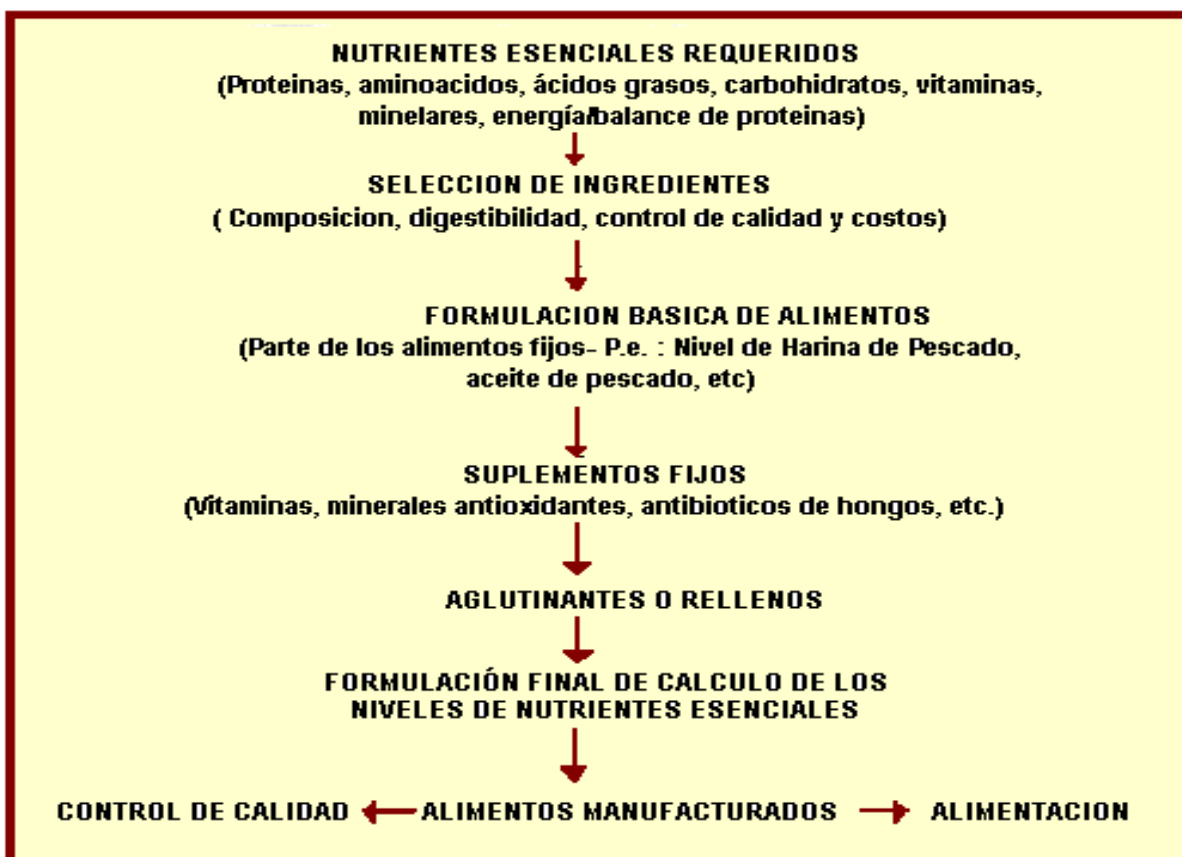 NUTRIENTES ESENCIALES REQUERIDOS
(Proteinas, aminoacidos, ácidos grasos, carbohidratos, vitaminas,
minelares, energía/balance de proteinas)
SELECCION DE INGREDIENTES
( Composicion, digestibilidad, control de calidad y costos)
FORMULACION BASICA DE ALIMENTOS
(Parte de los alimentos fijos- P.e. : Nivel de Harina de Pescado,
aceite de pescado, etc)
SUPLEMENTOS FIJOS
(Vitaminas, minerales antioxidantes, antibioticos de hongos, etc.)
AGLUTINANTES O RELLENOS
FORMULACIÓN FINAL DE CALCULO DE LOS
NIVELES DE NUTRIENTES ESENCIALES
CONTROL DE CALIDAD ALIMENTOS MANUFACTURADOS ALIMENTACION